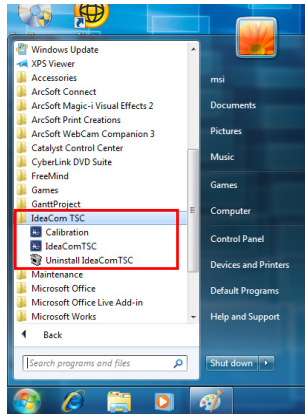 Windows Update
XPS Viewer
Accessories
ArcSoft Connect
ArcSoft Magic-i Visual Effects 2
ArcSoft Print Creations
ArcSoft WebCam Companion 3
Catalyst Control Center
CyberLink DVD Suite
FreeMind
Games
GanttProject
IdeaCom TSC
Calibration
IdeaComTSC
Uninstall IdeaComTSC
Maintenance
Microsoft Office
Microsoft Office Live Add-in
Microsoft Works
Back
Search programs and files
msi
Documents
Pictures
Music
Games
Computer
Control Panel
Devices and Printers
Default Programs
Help and Support
Shut down